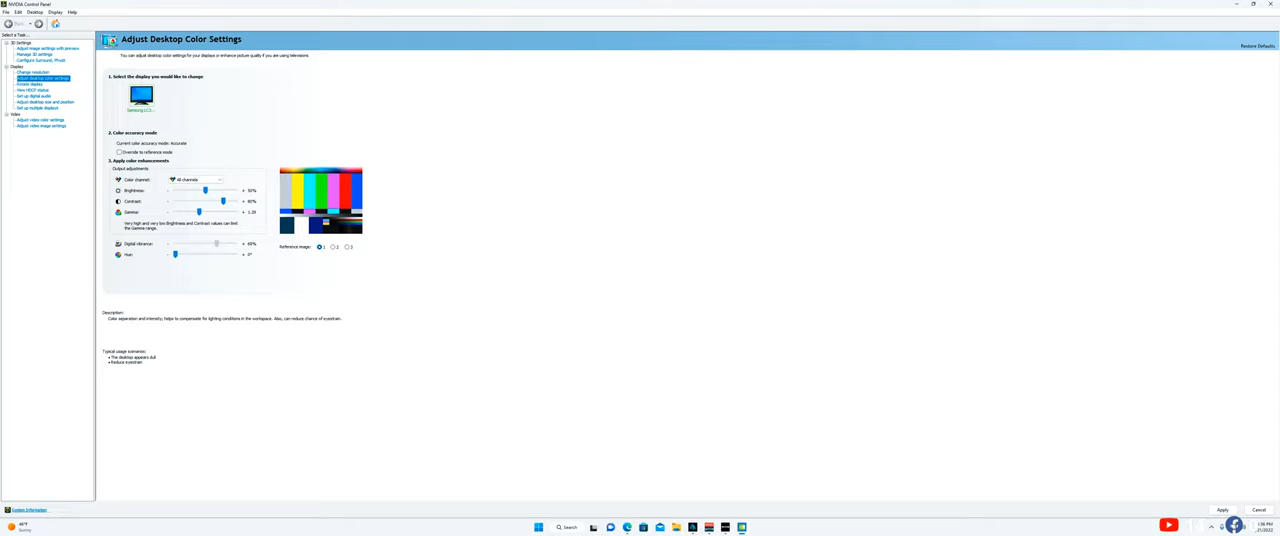 NVIDIA Control Panel
File Edit Desktop Display Help
Back
Select a Task...
3D Settings
Adjust image settings with preview
Manage 3D settings
Configure Surround, PhysX
Display
Change resolution
Adjust desktop color settings
Rotate display
View HDCP status
Set up digital audio
Adjust desktop size and position
Set up multiple displays
Video
Adjust video color settings
Adjust video image settings
System Information
Adjust Desktop Color Settings
Restore Defaults
You can adjust desktop color settings for your displays or enhance picture quality if you are using televisions.
1. Select the display you would like to change
Samsung LC3...
2. Color accuracy mode
Current color accuracy mode: Accurate
Override to reference mode
3. Apply color enhancements
Output adjustments
Color channel: All channels
Brightness: - + 50%
Contrast: - + 80%
Gamma: - + 1.29
Very high and very low Brightness and Contrast values can limit
the Gamma range.
Digital vibrance: - + 69%
Hue: - + 0°
Reference image: 1 2 3
Description:
Color separation and intensity; helps to compensate for lighting conditions in the workspace. Also, can reduce chance of eyestrain.
Typical usage scenarios:
• The desktop appears dull
• Reduce eyestrain
Apply Cancel
46°F
Sunny
Search
1:36 PM
/21/2022